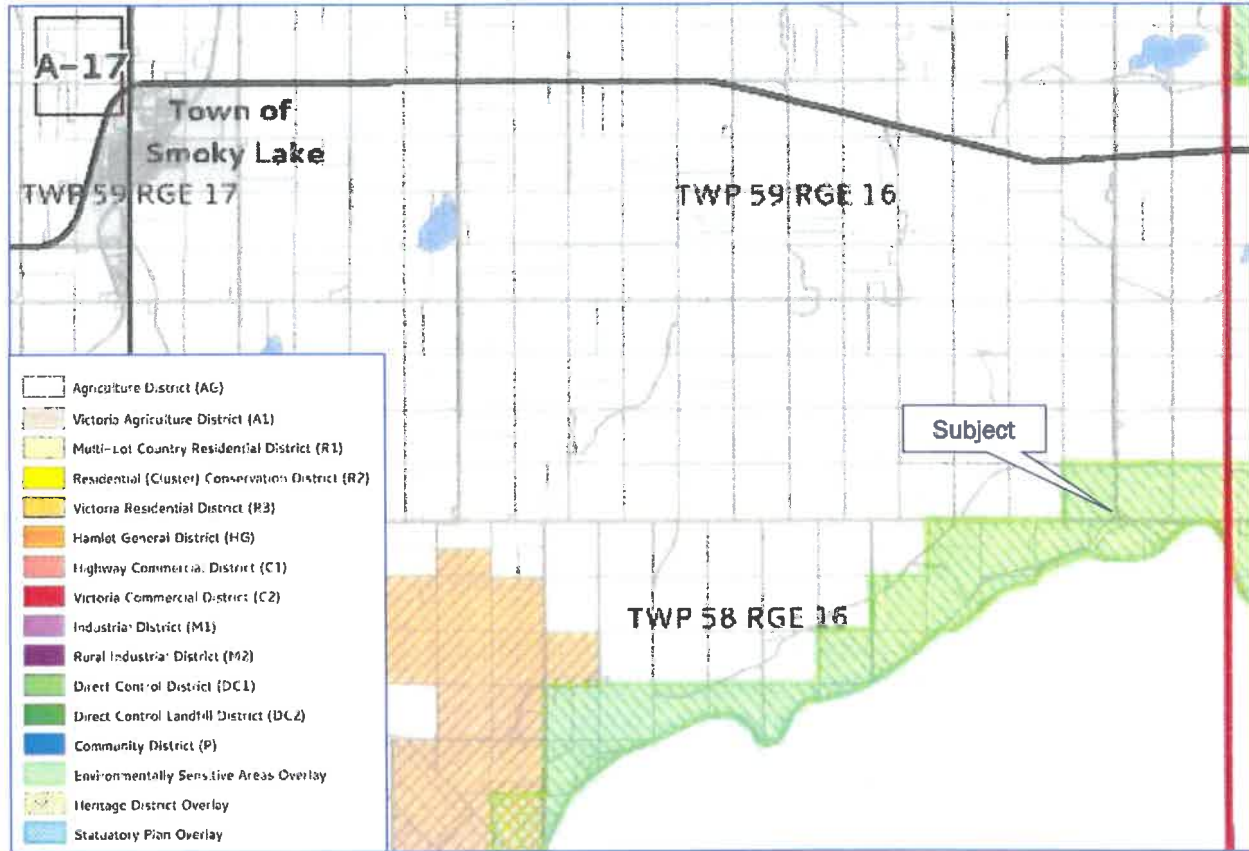 A-17
Town of
Smoky Lake
TWP 59 RGE 17
TWP 59 RGE 16
Subject
TWP 58 RGE 16
Agriculture District (AG)
Victoria Agriculture District (A1)
Multi-Lot Country Residential District (R1)
Residential (Cluster) Conservation District (R2)
Victoria Residential District (R3)
Hamlet General District (HG)
Highway Commercial District (C1)
Victoria Commercial District (C2)
Industrial District (M1)
Rural Industrial District (M2)
Direct Control District (DC1)
Direct Control Landfill District (DC2)
Community District (P)
Environmentally Sensitive Areas Overlay
Heritage District Overlay
Statuatory Plan Overlay